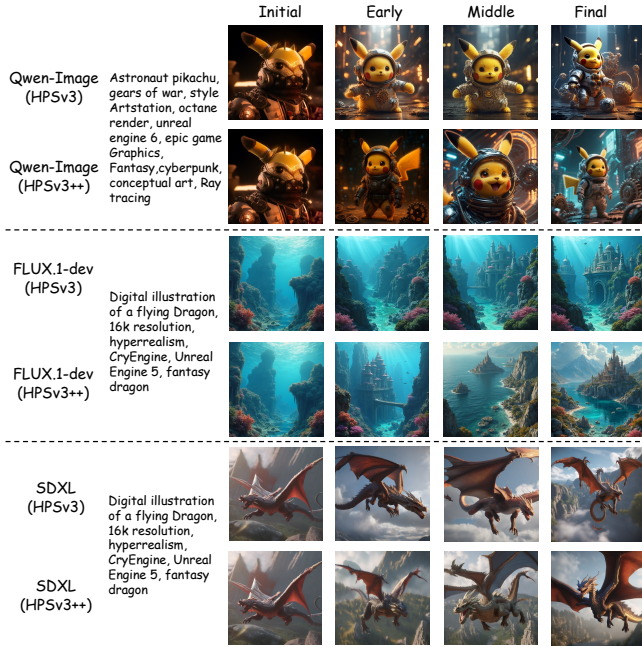 Initial Early Middle Final
Qwen-Image
(HPSv3)
Astronaut pikachu,
gears of war, style
Artstation, octane
render, unreal
engine 6, epic game
Graphics,
Fantasy,cyberpunk,
conceptual art, Ray
tracing
Qwen-Image
(HPSv3++)
FLUX.1-dev
(HPSv3)
Digital illustration
of a flying Dragon,
16k resolution,
hyperrealism,
CryEngine, Unreal
Engine 5, fantasy
dragon
FLUX.1-dev
(HPSv3++)
SDXL
(HPSv3)
Digital illustration
of a flying Dragon,
16k resolution,
hyperrealism,
CryEngine, Unreal
Engine 5, fantasy
dragon
SDXL
(HPSv3++)